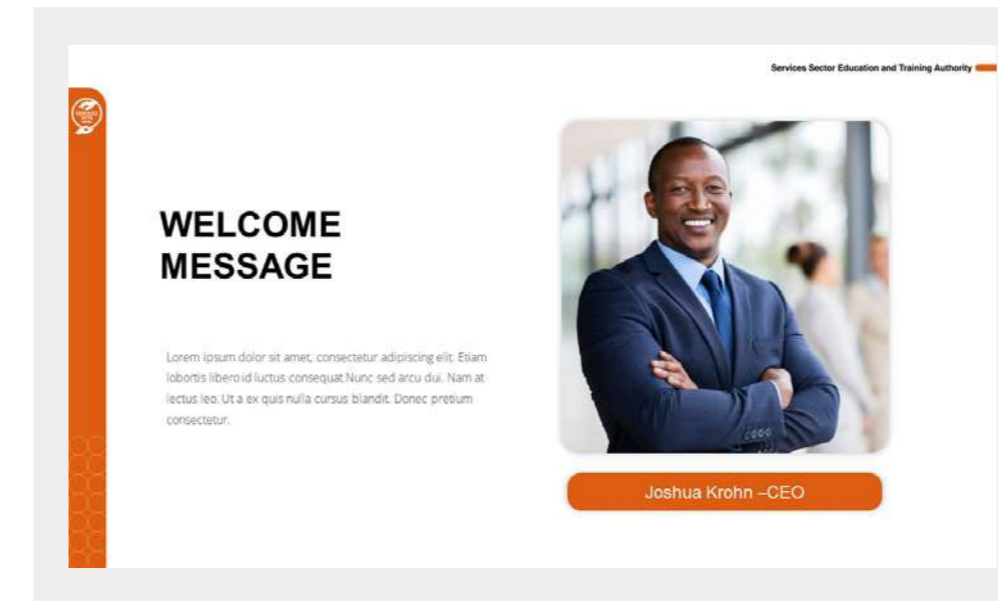 Services Sector Education and Training Authority
WELCOME
MESSAGE
Lorem ipsum dolor sit amet, consectetur adipiscing elit. Etiam
lobortis libero id luctus consequat Nunc sed arcu dui. Nam at
lectus leo. Ut a ex quis nulla cursus blandit. Donec pretium
consectetur.
Joshua Krohn –CEO